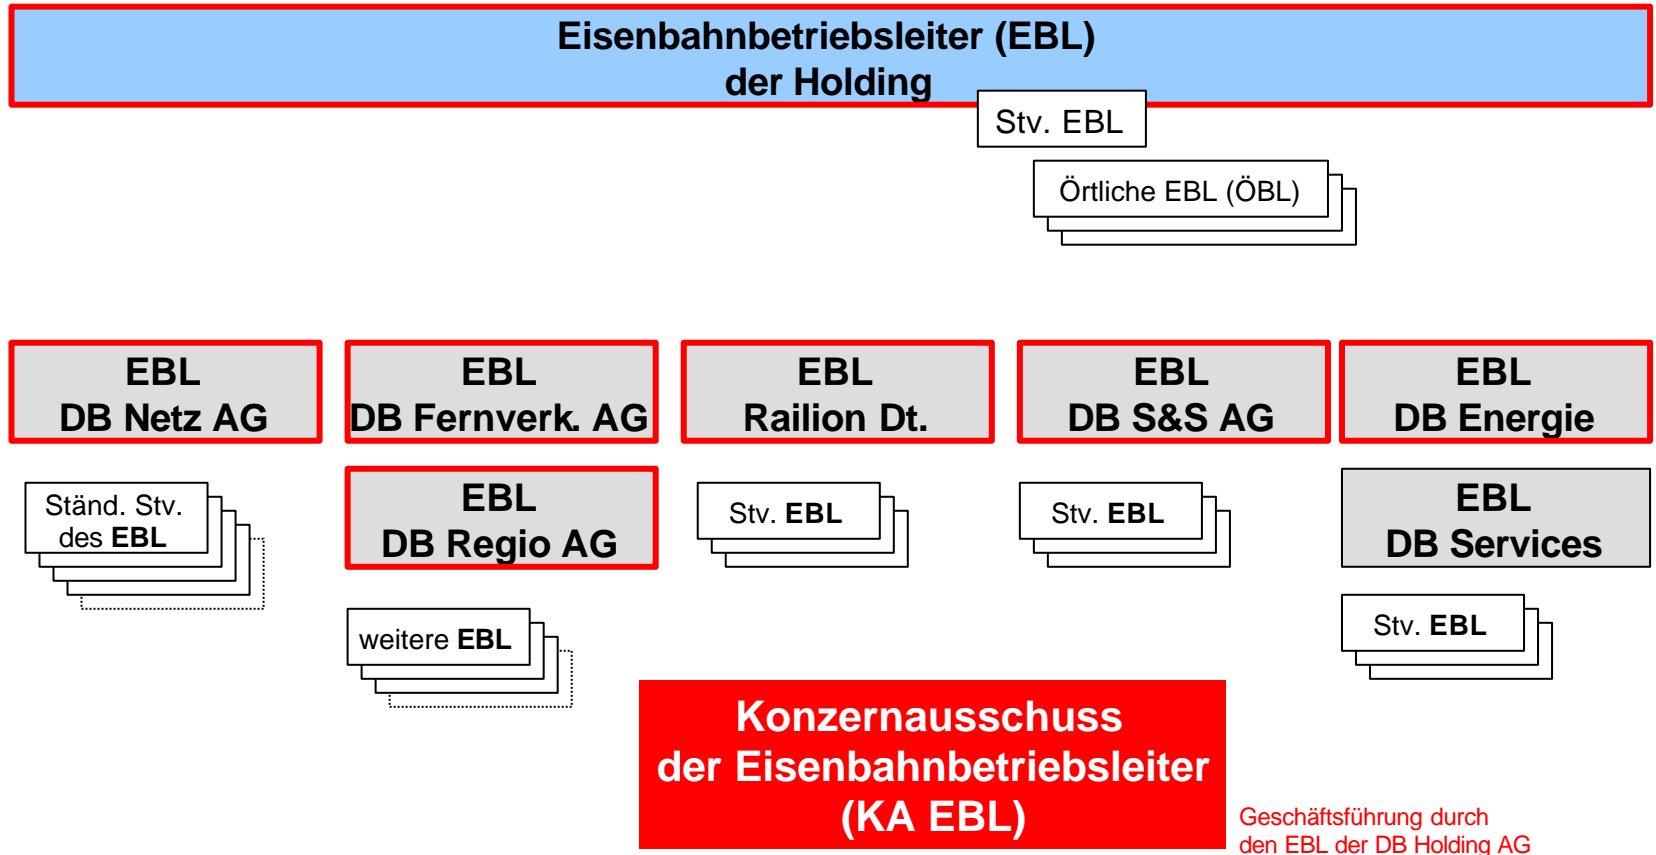 Eisenbahnbetriebsleiter (EBL)
der Holding
Stv. EBL
Örtliche EBL (ÖBL)
EBL
DB Netz AG
EBL
DB Fernverk. AG
EBL
Railion Dt.
EBL
DB S&S AG
EBL
DB Energie
Ständ. Stv.
des EBL
EBL
DB Regio AG
Stv. EBL
Stv. EBL
EBL
DB Services
weitere EBL
Stv. EBL
Konzernausschuss
der Eisenbahnbetriebsleiter
(KA EBL)
Geschäftsführung durch
den EBL der DB Holding AG